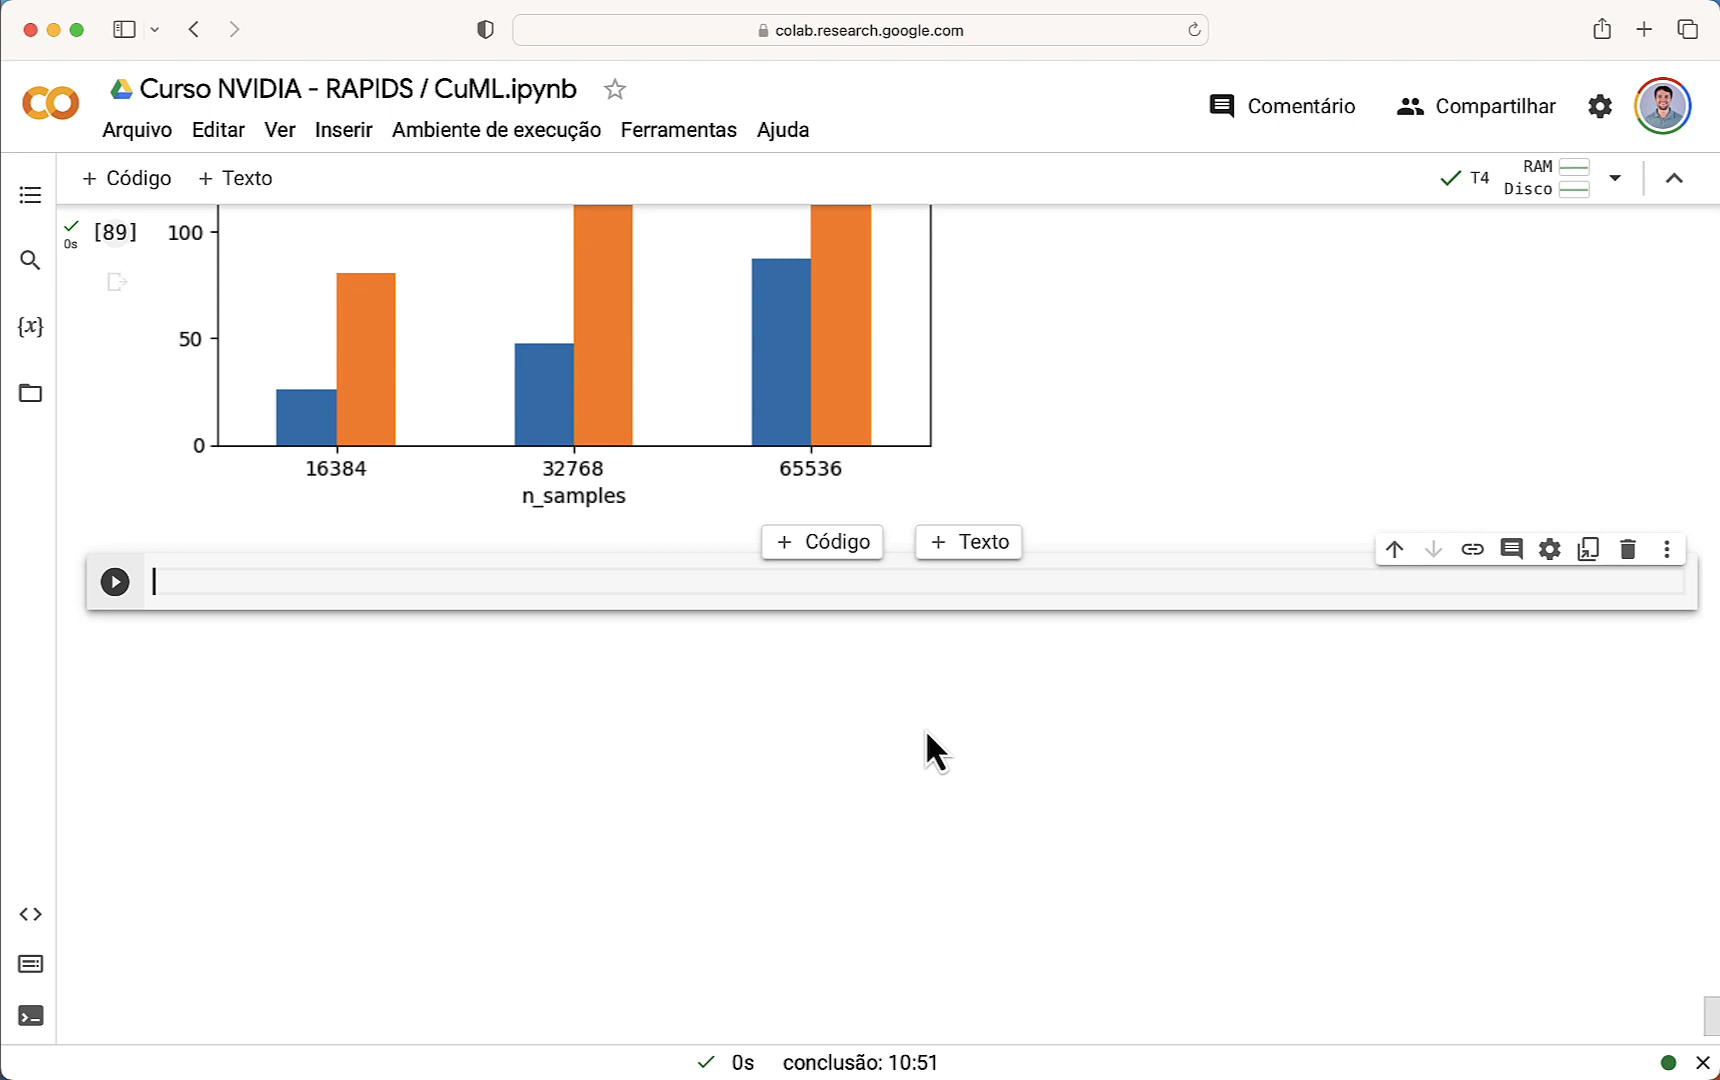 colab.research.google.com
Curso NVIDIA - RAPIDS / CuML.ipynb
Comentário
Compartilhar
Arquivo Editar Ver Inserir Ambiente de execução Ferramentas Ajuda
+ Código + Texto
T4
RAM
Disco
[89]
0s
100
50
0
16384 32768 65536
n_samples
+ Código + Texto
{x}
0s conclusão: 10:51